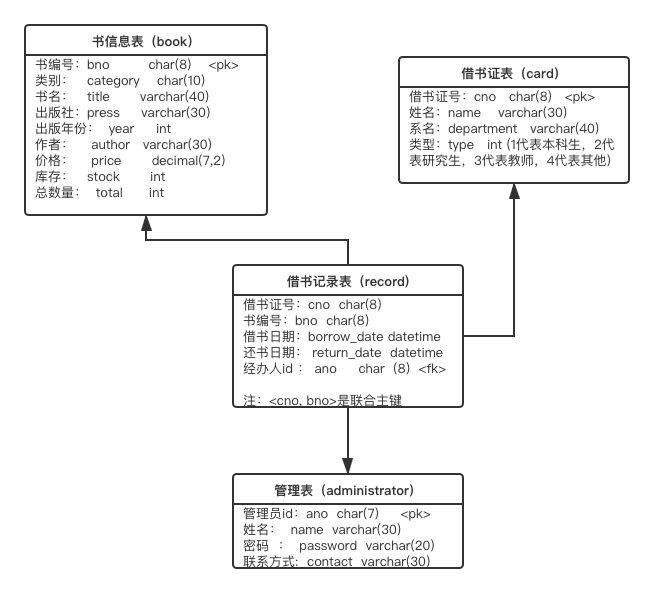 书信息表（book）
书编号：bno char(8) <pk>
类别： category char(10)
书名： title varchar(40)
出版社：press varchar(30)
出版年份： year int
作者： author varchar(30)
价格： price decimal(7,2)
库存： stock int
总数量： total int
借书证表（card）
借书证号：cno char(8) <pk>
姓名：name varchar(30)
系名：department varchar(40)
类型：type int (1代表本科生，2代
表研究生，3代表教师，4代表其他）
借书记录表（record）
借书证号：cno char(8)
书编号：bno char(8)
借书日期：borrow_date datetime
还书日期： return_date datetime
经办人id ： ano char（8）<fk>
注：<cno, bno>是联合主键
管理表（administrator）
管理员id：ano char(7) <pk>
姓名： name varchar(30)
密码 ： password varchar(20)
联系方式：contact varchar(30)